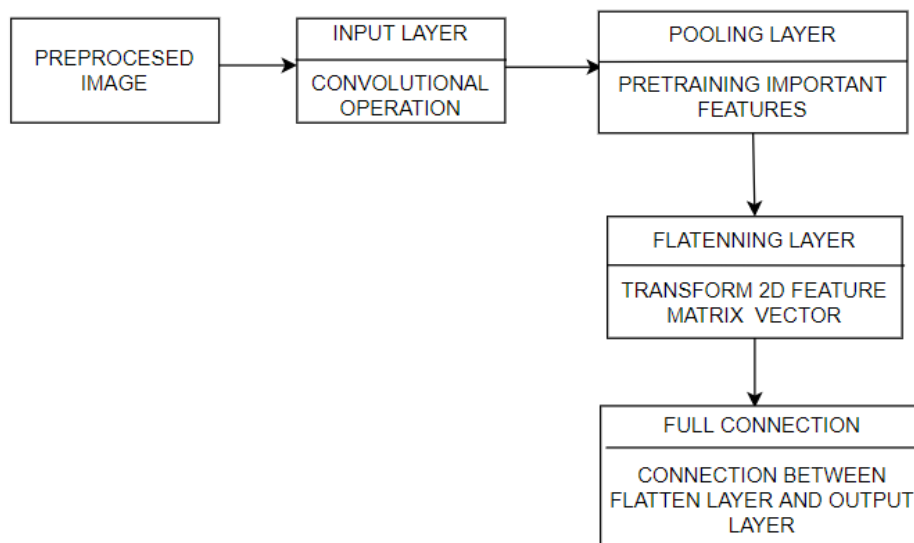 PREPROCESED
IMAGE
INPUT LAYER
CONVOLUTIONAL
OPERATION
POOLING LAYER
PRETRAINING IMPORTANT
FEATURES
FLATENNING LAYER
TRANSFORM 2D FEATURE
MATRIX VECTOR
FULL CONNECTION
CONNECTION BETWEEN
FLATTEN LAYER AND OUTPUT
LAYER